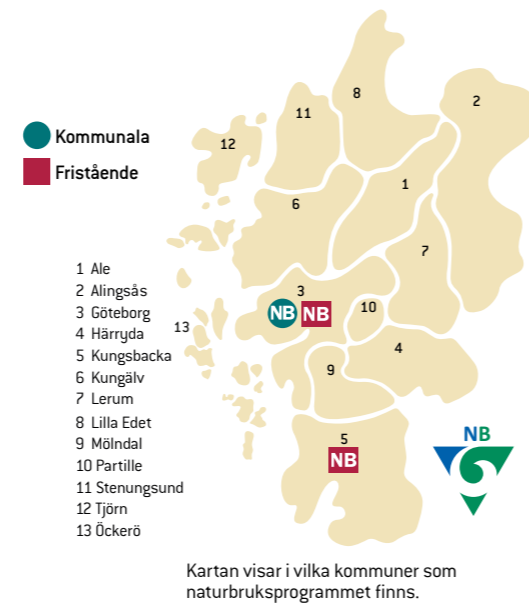 8
2
11
Kommunala
12
Fristående
1
6
7
1 Ale
2 Alingsås
3 Göteborg
4 Härryda
5 Kungsbacka
6 Kungälv
7 Lerum
8 Lilla Edet
9 Mölndal
10 Partille
11 Stenungsund
12 Tjörn
13 Öckerö
3
NB NB
10
13
4
9
5
NB
NB
Kartan visar i vilka kommuner som
naturbruksprogrammet finns.